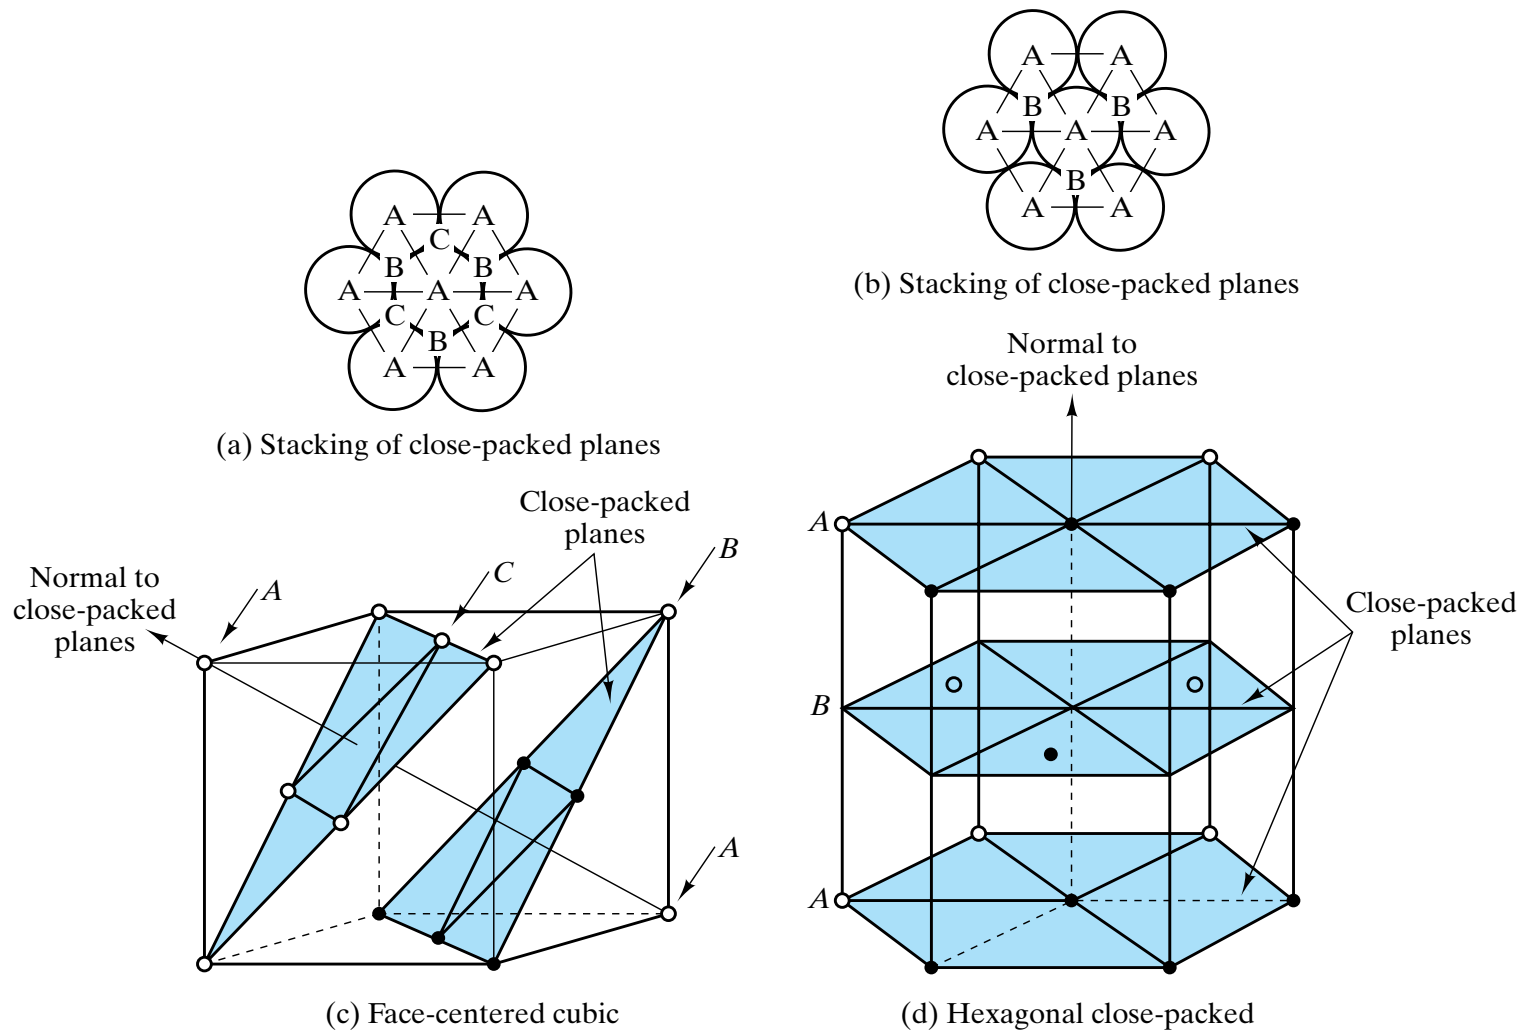 A A
C
B B
A A A
C C
B
A A
(a) Stacking of close-packed planes
A A
B B
A A A
B
A A
(b) Stacking of close-packed planes
Close-packed
planes
Normal to
close-packed
planes
A
C
B
A
(c) Face-centered cubic
Normal to
close-packed planes
A
B
A
Close-packed
planes
(d) Hexagonal close-packed